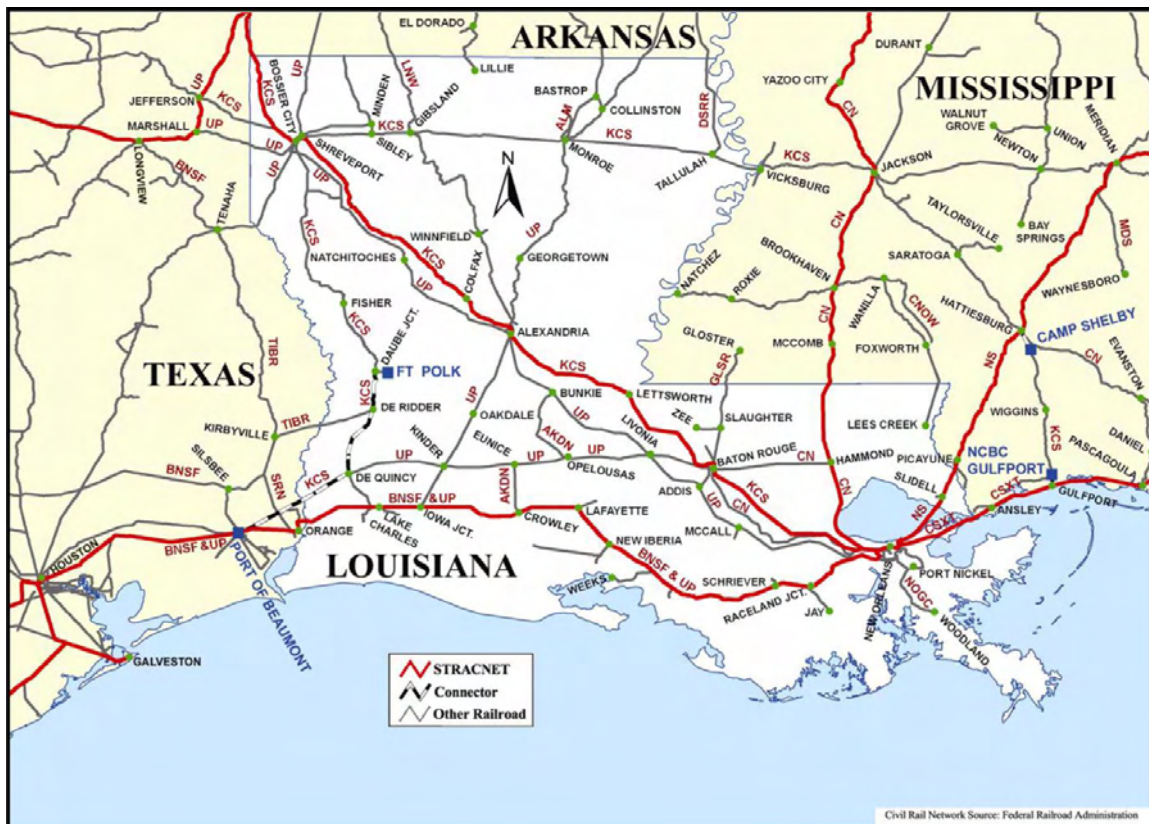 EL DORADO
ARKANSAS
DURANT
LILLIE
YAZOO CITY
MISSISSIPPI
UP
KCS
BOSSIER CITY
UP
LNW
MINDEN
GIBSLAND
BASTROP
COLLINSTON
DSRR
CN
WALNUT
GROVE
UNION
NEWTON
MERIDIAN
JEFFERSON
KCS
MARSHALL
UP
LONGVIEW
BNSF
UP
UP
UP
SHREVEPORT
KCS
SIBLEY
ALM
MONROE
KCS
TALLULAH
KCS
VICKSBURG
JACKSON
TENAHA
N
TAYLORSVILLE
BAY
SPRINGS
MDS
KCS
WINNFIELD
UP
GEORGETOWN
CN
SARATOGA
WAYNESBORO
NATCHITOCHES
KCS
UP
COLFAX
NATCHEZ
ROXIE
BROOKHAVEN
WANILLA
CNOW
HATTIESBURG
CAMP SHELBY
FISHER
KCS
DAUBE JCT.
ALEXANDRIA
CN
GLOSTER
GLSR
MCCOMB
FOXWORTH
NS
CN
EVANSTON
TIBR
TEXAS
FT POLK
KCS
KCS
BUNKIE
LETTSWORTH
CN
WIGGINS
DE RIDDER
UP
OAKDALE
UP
ZEE
SLAUGHTER
LEES CREEK
KCS
DANIEL
PASCAGOULA
KIRBYVILLE
TIBR
KINDER
EUNICE
AKDN
LIVONIA
BATON ROUGE
CN
HAMMOND
PICAYUNE
NCBC
GULFPORT
SILSBEE
BNSF
SRN
KCS
DE QUINCY
UP
UP
UP
OPELOUSAS
ADDIS
UP
CN
KCS
CN
SLIDELL
NS
CSXT
GULFPORT
AKDN
BNSF & UP
LAFAYETTE
MCCALL
CSXT
ANSLEY
ORANGE
LAKE
CHARLES
IOWA JCT.
CROWLEY
HOUSTON
BNSF & UP
PORT OF BEAUMONT
LOUISIANA
NEW IBERIA
BNSF & UP
WEEKS
SCHRIEVER
RACELAND JCT.
JAY
NEW ORLEANS
PORT NICKEL
NOGC
WOODLAND
GALVESTON
STRACNET
Connector
Other Railroad
Civil Rail Network Source: Federal Railroad Administration